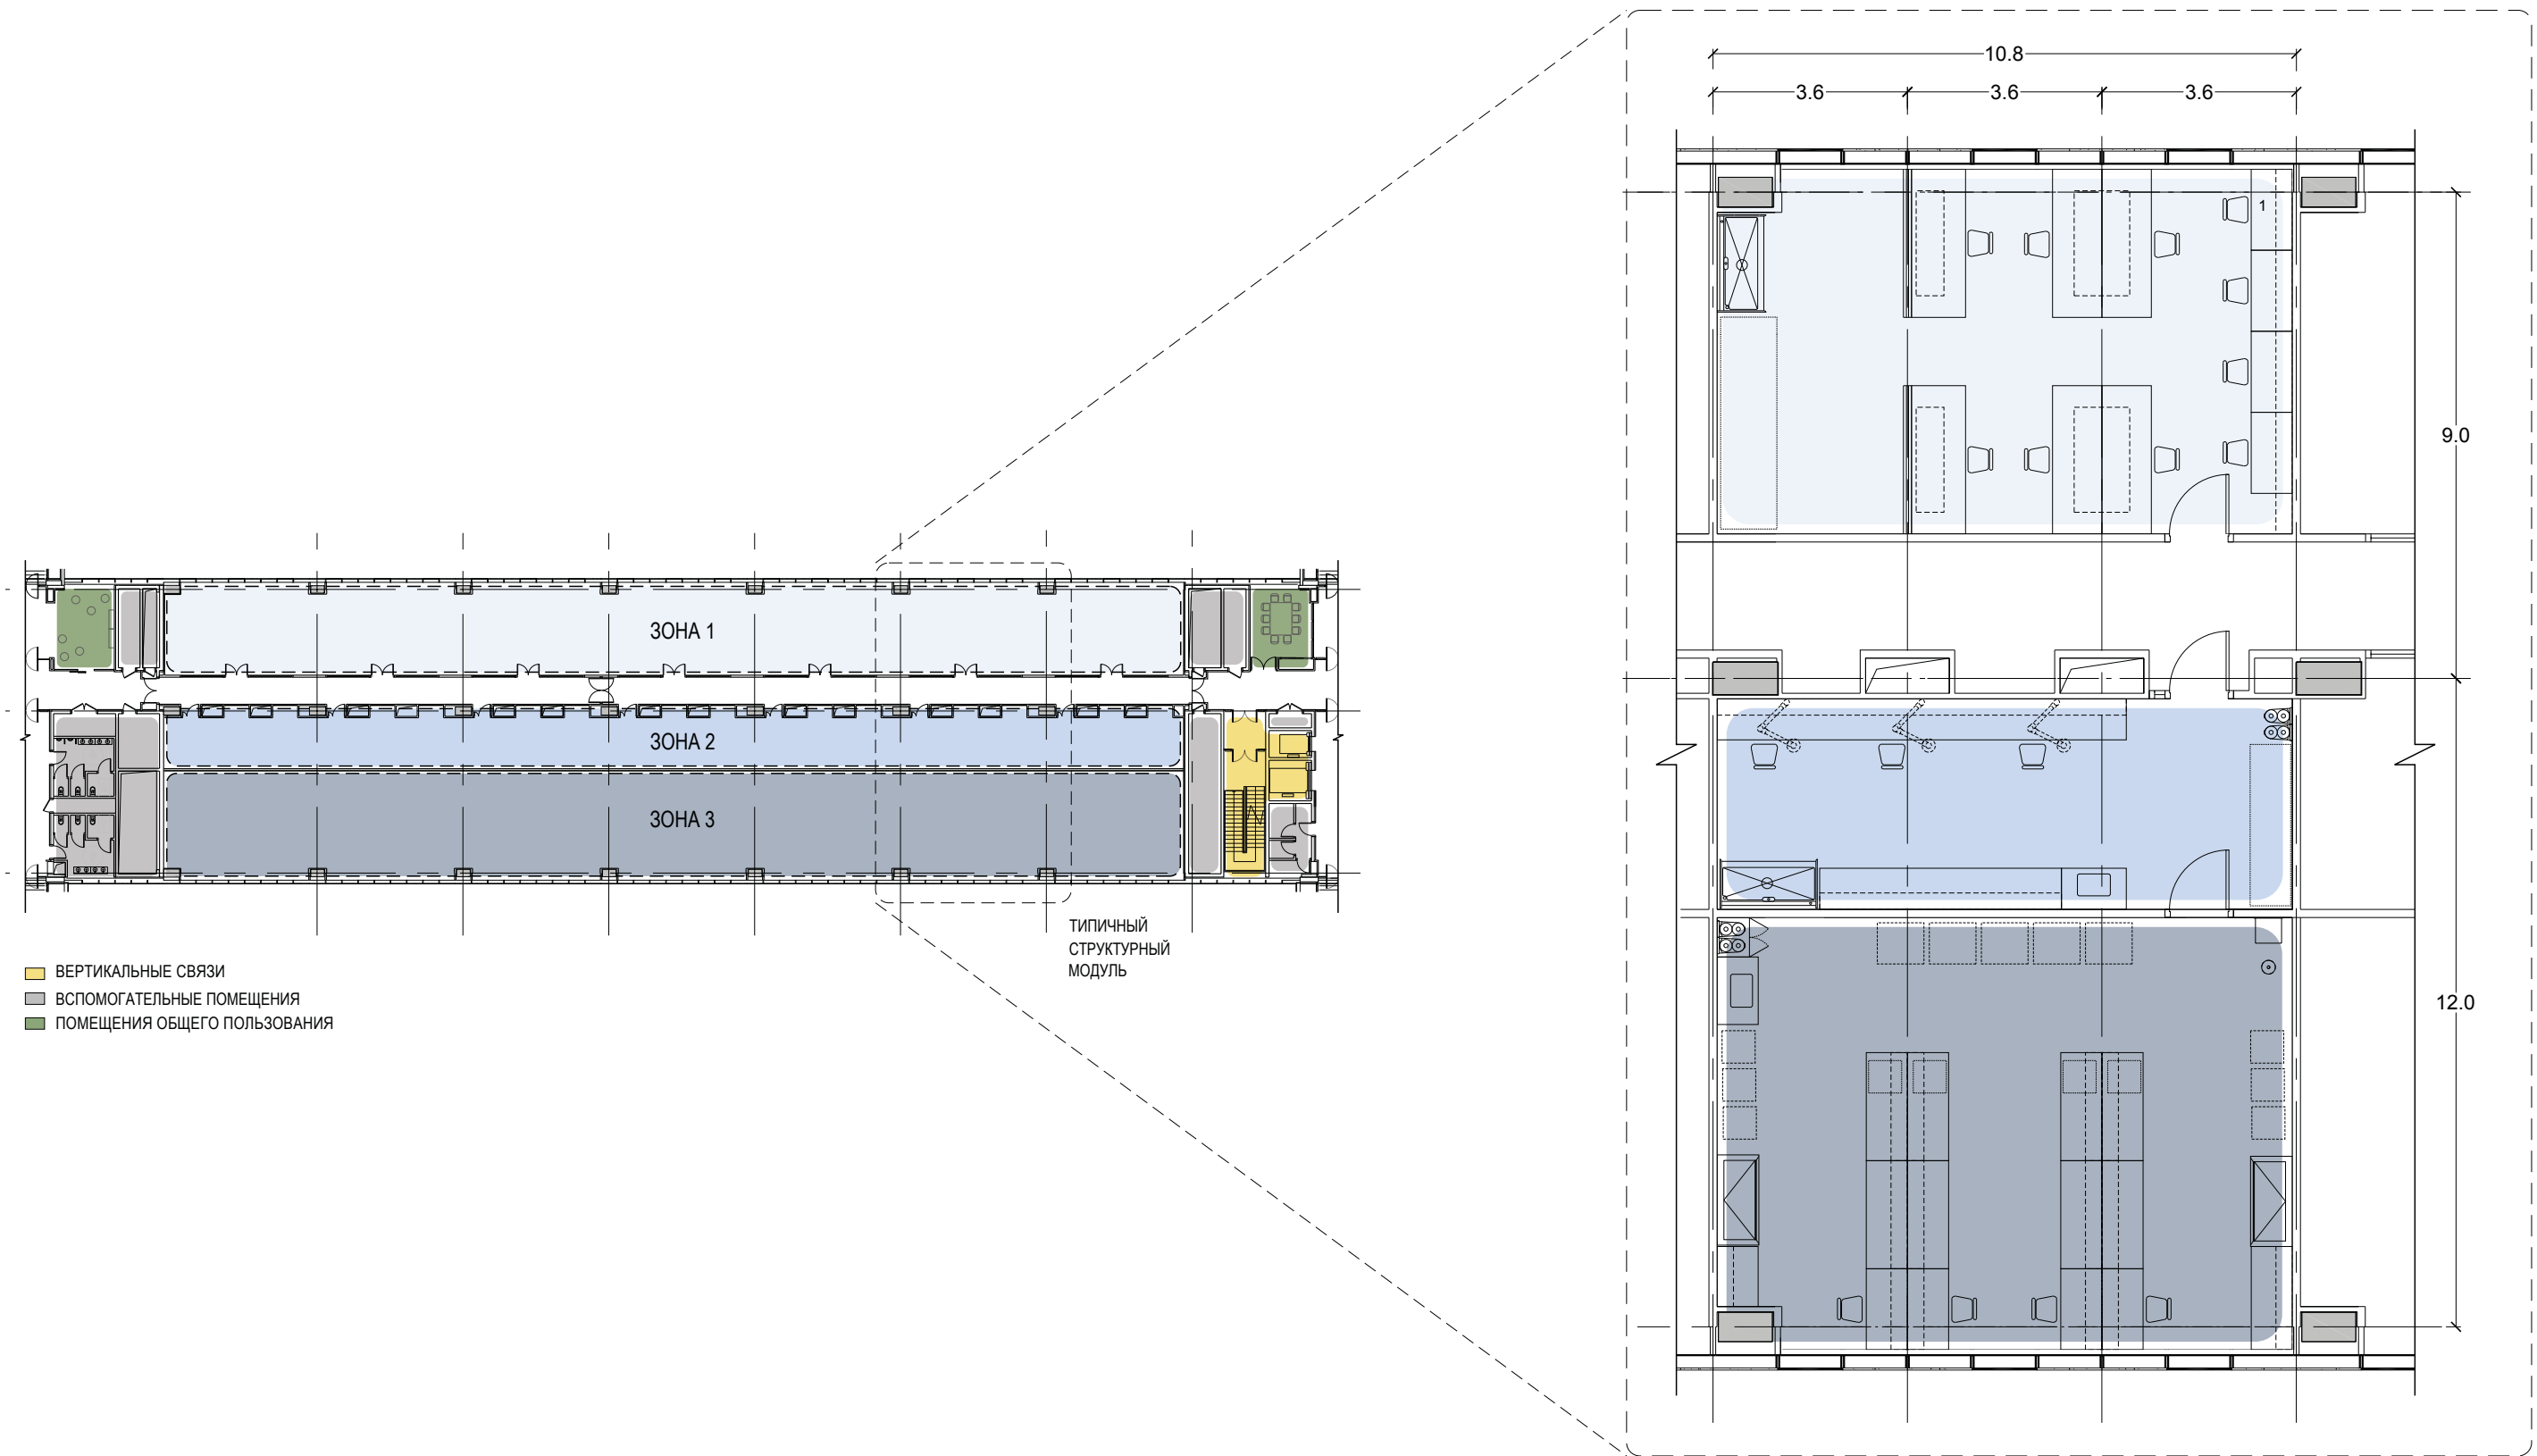 10.8
3.6 3.6 3.6
1
9.0
12.0
ЗОНА 1
ЗОНА 2
ЗОНА 3
ТИПИЧНЫЙ
СТРУКТУРНЫЙ
МОДУЛЬ
ВЕРТИКАЛЬНЫЕ СВЯЗИ
ВСПОМОГАТЕЛЬНЫЕ ПОМЕЩЕНИЯ
ПОМЕЩЕНИЯ ОБЩЕГО ПОЛЬЗОВАНИЯ